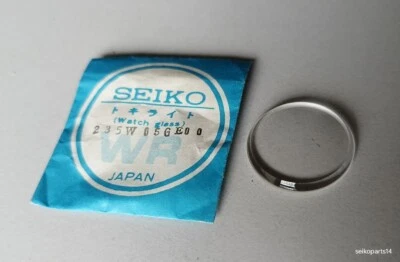 SEIKO
トキライト
(Watch glass)
235W05GE00
WR
JAPAN
seikoparts14